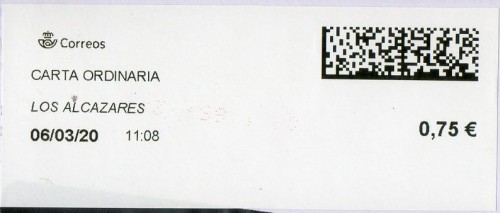 Correos
CARTA ORDINARIA
LOS ALCAZARES
06/03/20 11:08
0,75 €